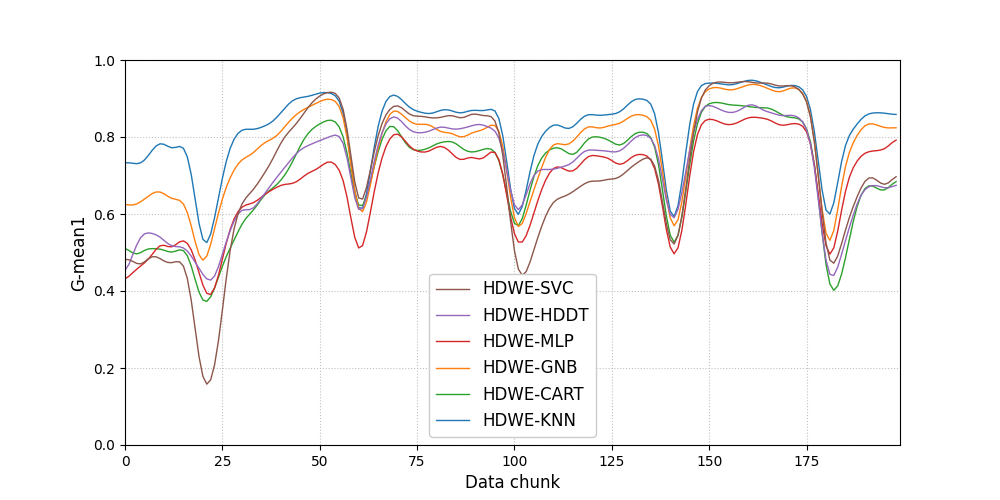 1.0
0.8
0.6
0.4
0.2
0.0
G-mean1
HDWE-SVC
HDWE-HDDT
HDWE-MLP
HDWE-GNB
HDWE-CART
HDWE-KNN
0 25 50 75 100 125 150 175
Data chunk